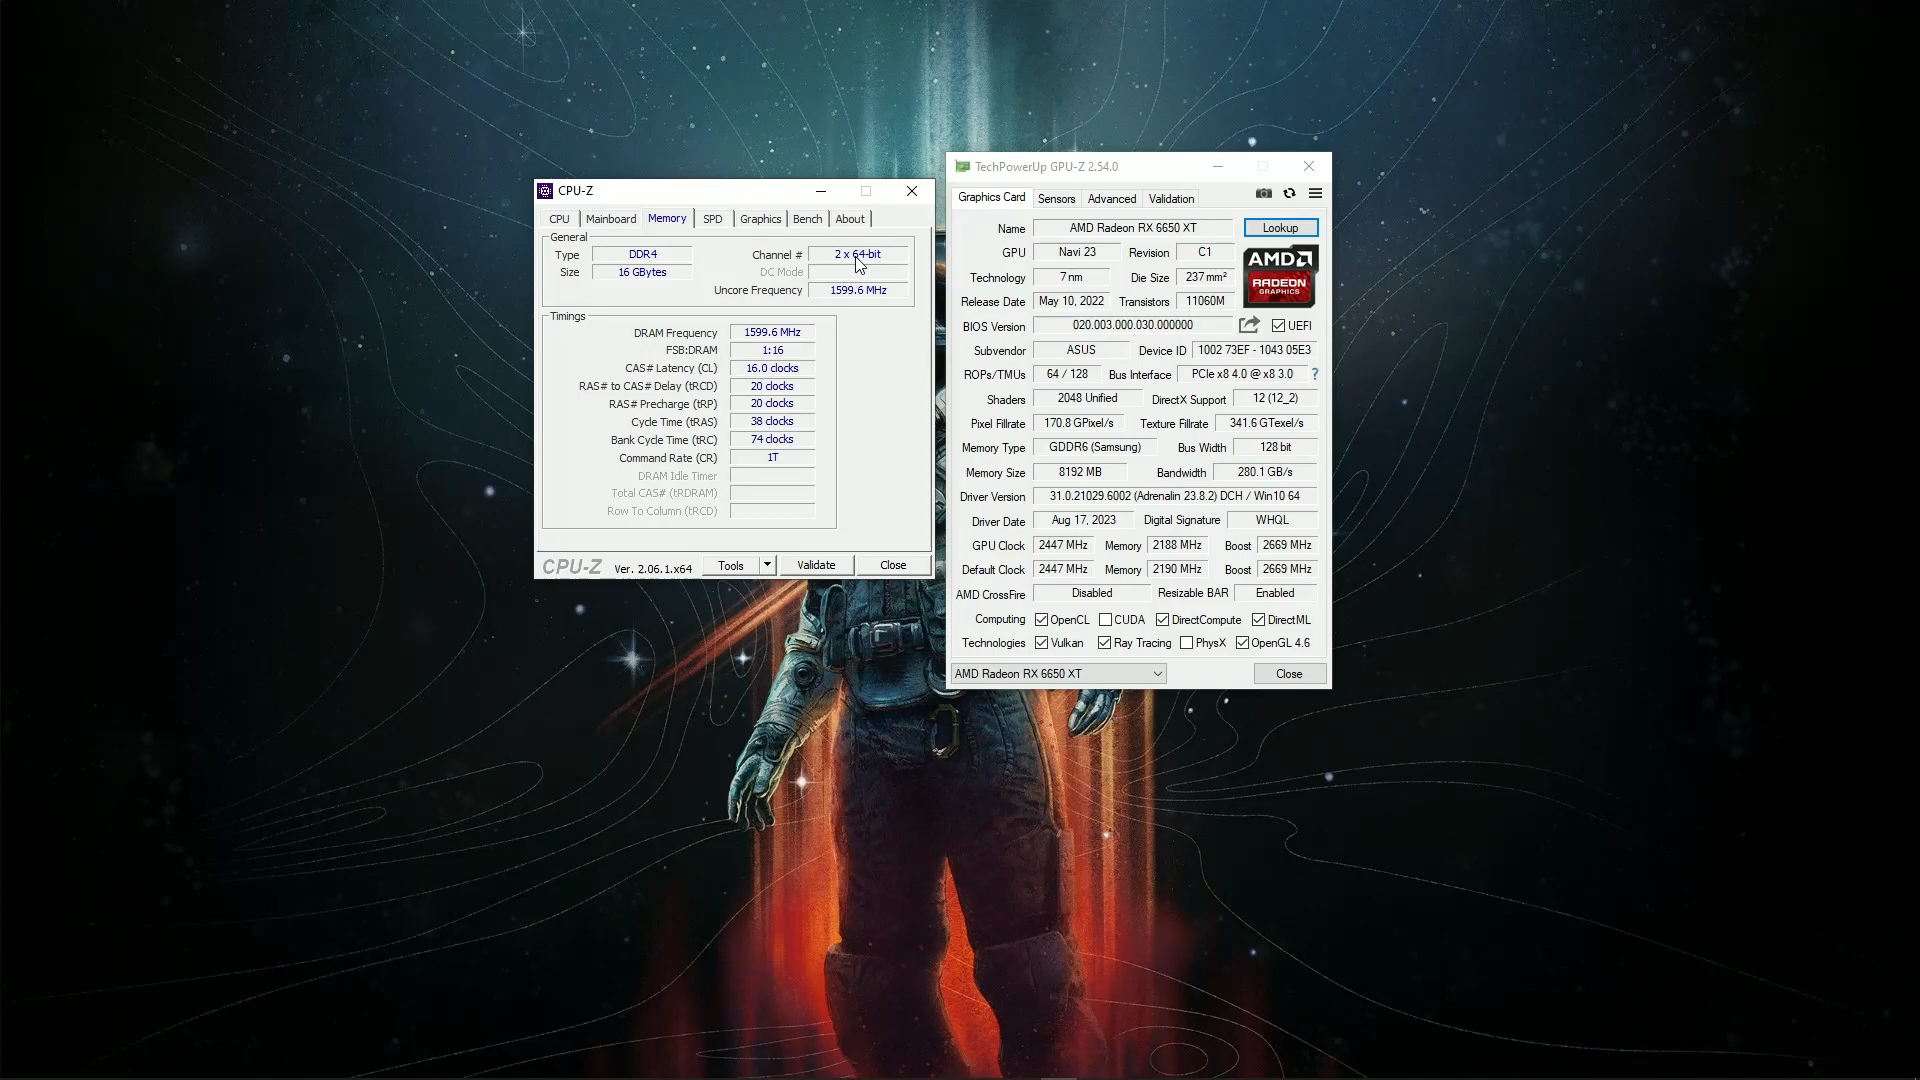 CPU-Z
CPU Mainboard Memory SPD Graphics Bench About
General
Type DDR4 Channel # 2 x 64-bit
Size 16 GBytes DC Mode
Uncore Frequency 1599.6 MHz
Timings
DRAM Frequency 1599.6 MHz
FSB:DRAM 1:16
CAS# Latency (CL) 16.0 clocks
RAS# to CAS# Delay (tRCD) 20 clocks
RAS# Precharge (tRP) 20 clocks
Cycle Time (tRAS) 38 clocks
Bank Cycle Time (tRC) 74 clocks
Command Rate (CR) 1T
DRAM Idle Timer
Total CAS# (tRDRAM)
Row To Column (tRCD)
CPU-Z Ver. 2.06.1.x64 Tools Validate Close
TechPowerUp GPU-Z 2.54.0
Graphics Card Sensors Advanced Validation
Name AMD Radeon RX 6650 XT Lookup
GPU Navi 23 Revision C1
AMD
RADEON
GRAPHICS
Technology 7 nm Die Size 237 mm²
Release Date May 10, 2022 Transistors 11060M
BIOS Version 020.003.000.030.000000 UEFI
Subvendor ASUS Device ID 1002 73EF - 1043 05E3
ROPs/TMUs 64 / 128 Bus Interface PCIe x8 4.0 @ x8 3.0 ?
Shaders 2048 Unified DirectX Support 12 (12_2)
Pixel Fillrate 170.8 GPixel/s Texture Fillrate 341.6 GTexel/s
Memory Type GDDR6 (Samsung) Bus Width 128 bit
Memory Size 8192 MB Bandwidth 280.1 GB/s
Driver Version 31.0.21029.6002 (Adrenalin 23.8.2) DCH / Win10 64
Driver Date Aug 17, 2023 Digital Signature WHQL
GPU Clock 2447 MHz Memory 2188 MHz Boost 2669 MHz
Default Clock 2447 MHz Memory 2190 MHz Boost 2669 MHz
AMD CrossFire Disabled Resizable BAR Enabled
Computing OpenCL CUDA DirectCompute DirectML
Technologies Vulkan Ray Tracing PhysX OpenGL 4.6
AMD Radeon RX 6650 XT Close